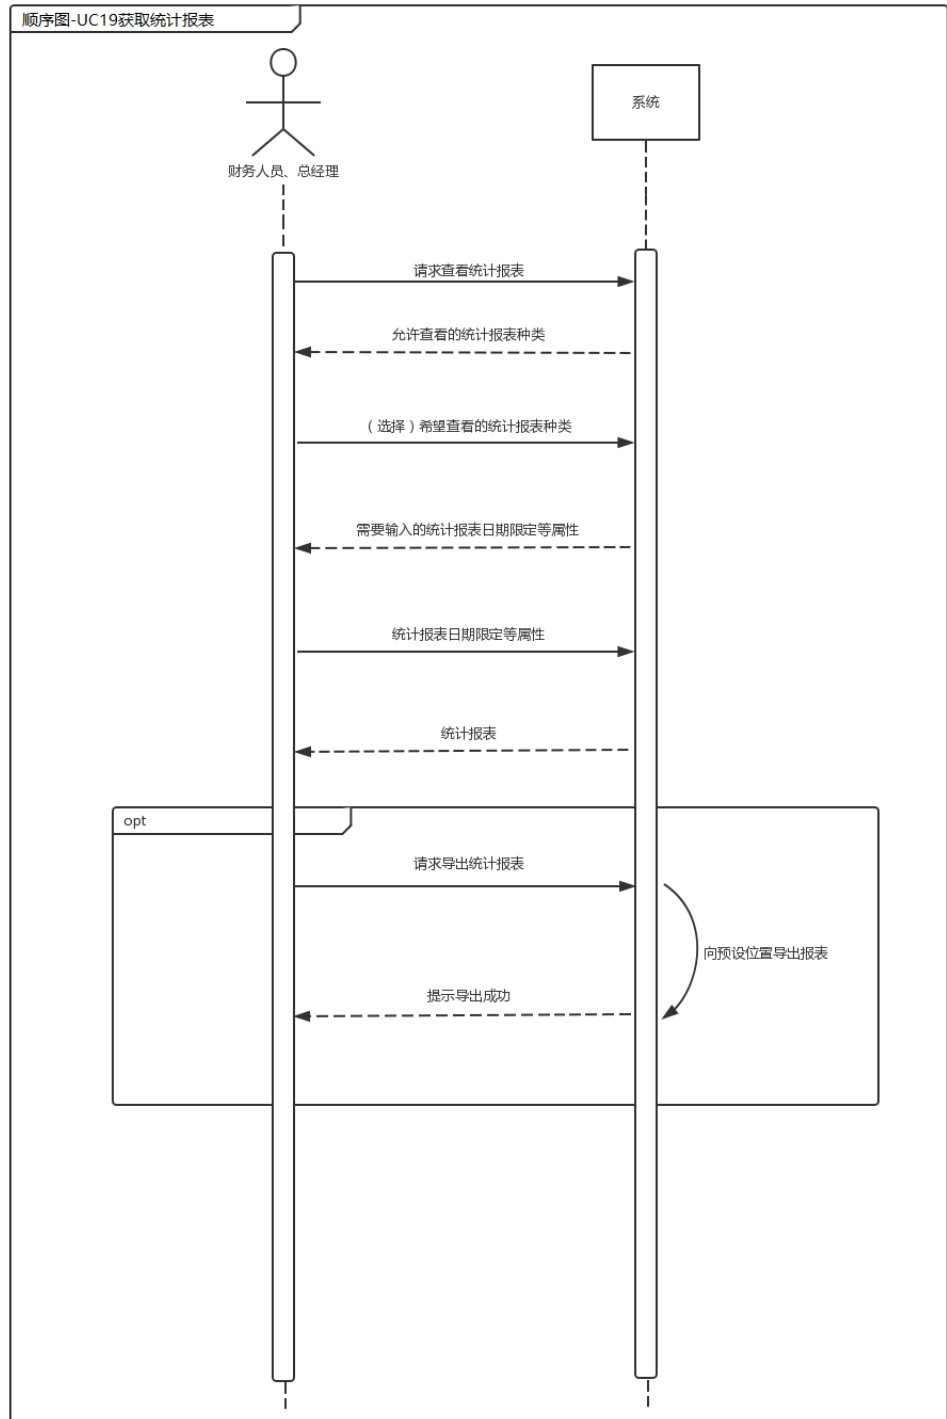 顺序图-UC19获取统计报表
系统
财务人员、总经理
请求查看统计报表
允许查看的统计报表种类
（选择）希望查看的统计报表种类
需要输入的统计报表日期限定等属性
统计报表日期限定等属性
统计报表
opt
请求导出统计报表
向预设位置导出报表
提示导出成功